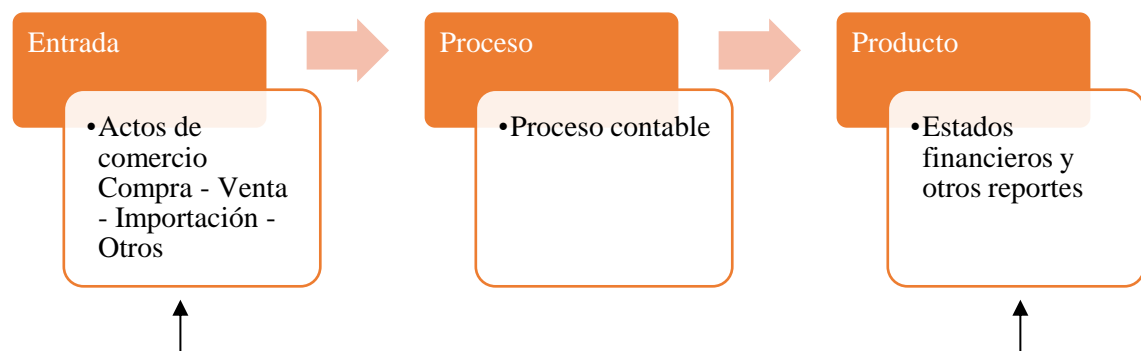 Entrada
•Actos de
comercio
Compra - Venta
- Importación -
Otros
Proceso
•Proceso contable
Producto
•Estados
financieros y
otros reportes